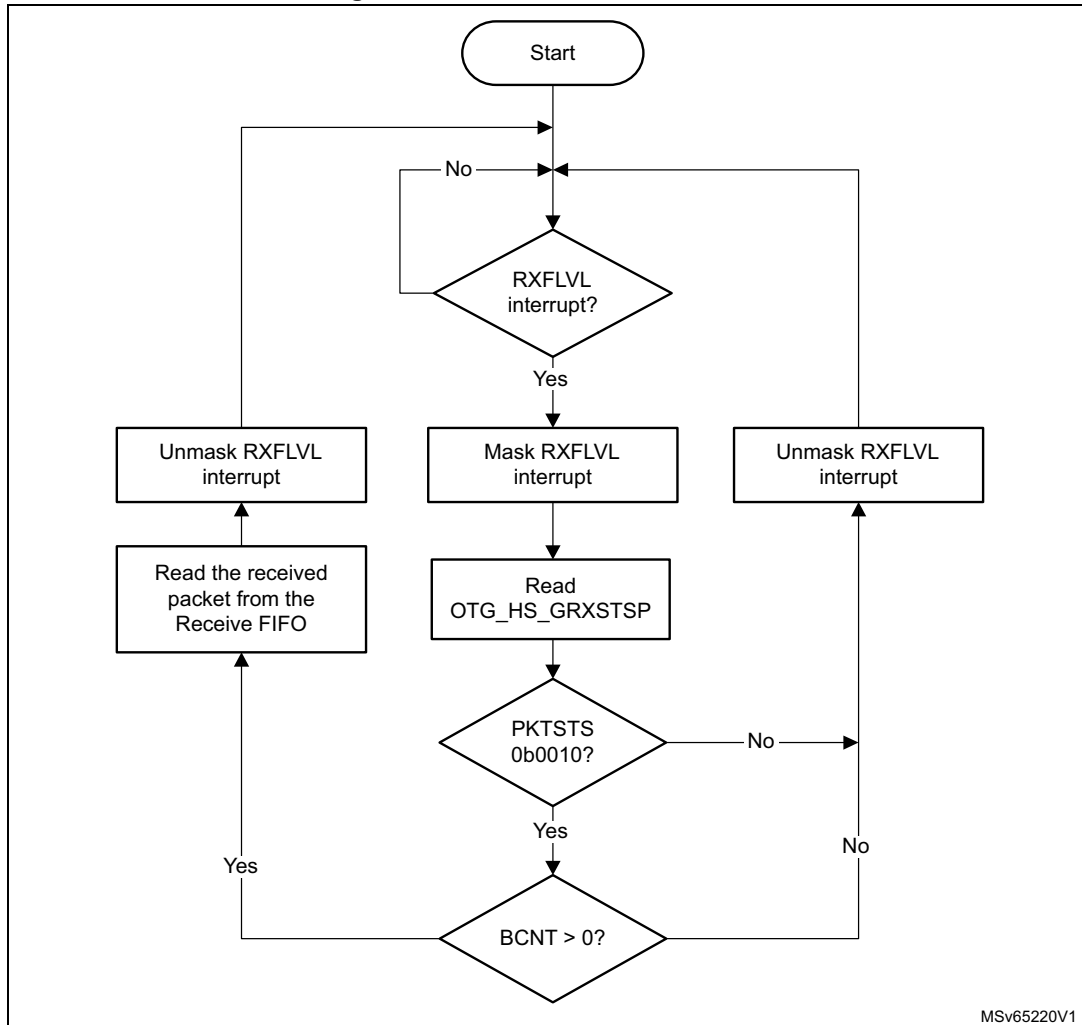 Start
No
RXFLVL
interrupt?
Yes
Unmask RXFLVL
interrupt
Mask RXFLVL
interrupt
Unmask RXFLVL
interrupt
Read the received
packet from the
Receive FIFO
Read
OTG_HS_GRXSTSP
PKTSTS
0b0010?
No
Yes
No
Yes
BCNT > 0?
MSv65220V1